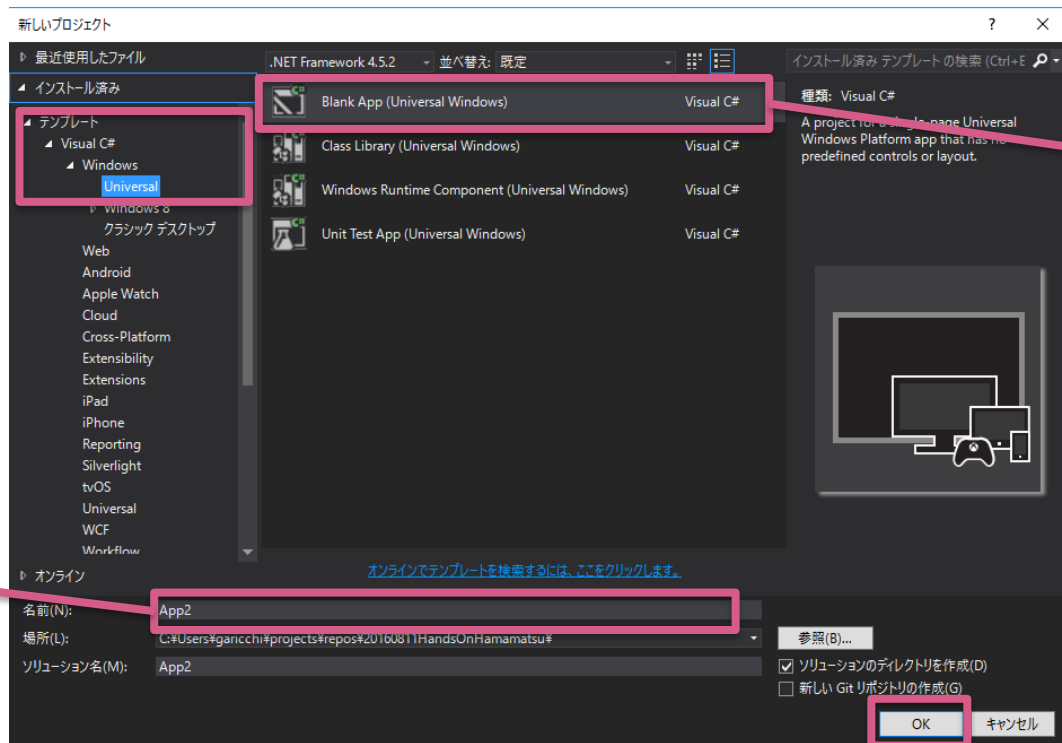 新しいプロジェクト
? ×
最近使用したファイル
.NET Framework 4.5.2 並べ替え: 既定
インストール済み テンプレート の検索 (Ctrl+E
インストール済み
テンプレート
Visual C#
Windows
Universal
Windows 8
クラシック デスクトップ
Web
Android
Apple Watch
Cloud
Cross-Platform
Extensibility
Extensions
iPad
iPhone
Reporting
Silverlight
tvOS
Universal
WCF
Workflow
オンライン
Blank App (Universal Windows) Visual C#
Class Library (Universal Windows) Visual C#
Windows Runtime Component (Universal Windows) Visual C#
Unit Test App (Universal Windows) Visual C#
オンラインでテンプレートを検索するには、ここをクリックします。
種類: Visual C#
A project for a single-page Universal
Windows Platform app that has no
predefined controls or layout.
名前(N): App2
場所(L): C:¥Users¥garicchi¥projects¥repos¥20160811HandsOnHamamatsu¥
参照(B)...
ソリューション名(M): App2
ソリューションのディレクトリを作成(D)
新しい Git リポジトリの作成(G)
OK キャンセル